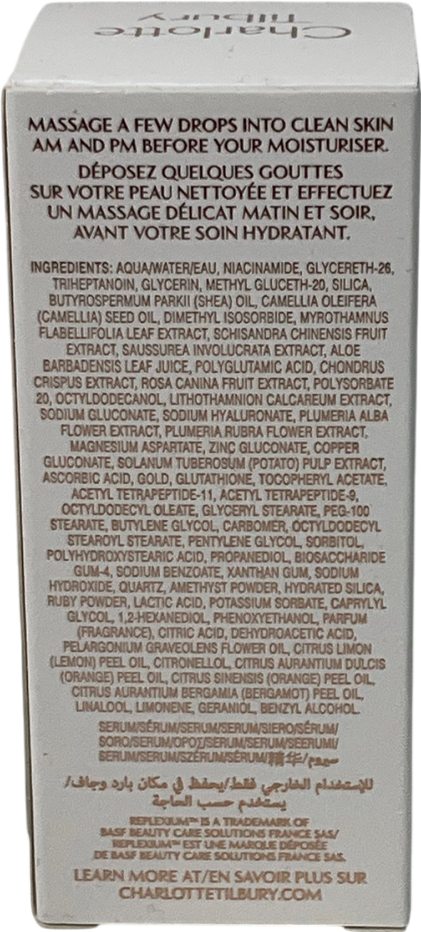 Charlotte
Tilbury
MASSAGE A FEW DROPS INTO CLEAN SKIN
AM AND PM BEFORE YOUR MOISTURISER.
DÉPOSEZ QUELQUES GOUTTES
SUR VOTRE PEAU NETTOYÉE ET EFFECTUEZ
UN MASSAGE DÉLICAT MATIN ET SOIR,
AVANT VOTRE SOIN HYDRATANT.
INGREDIENTS: AQUA/WATER/EAU, NIACINAMIDE, GLYCERETH-26,
TRIHEPTANOIN, GLYCERIN, METHYL GLUCETH-20, SILICA,
BUTYROSPERMUM PARKII (SHEA) OIL, CAMELLIA OLEIFERA
(CAMELLIA) SEED OIL, DIMETHYL ISOSORBIDE, MYROTHAMNUS
FLABELLIFOLIA LEAF EXTRACT, SCHISANDRA CHINENSIS FRUIT
EXTRACT, SAUSSUREA INVOLUCRATA EXTRACT, ALOE
BARBADENSIS LEAF JUICE, POLYGLUTAMIC ACID, CHONDRUS
CRISPUS EXTRACT, ROSA CANINA FRUIT EXTRACT, POLYSORBATE
20, OCTYLDODECANOL, LITHOTHAMNION CALCAREUM EXTRACT,
SODIUM GLUCONATE, SODIUM HYALURONATE, PLUMERIA ALBA
FLOWER EXTRACT, PLUMERIA RUBRA FLOWER EXTRACT,
MAGNESIUM ASPARTATE, ZINC GLUCONATE, COPPER
GLUCONATE, SOLANUM TUBEROSUM (POTATO) PULP EXTRACT,
ASCORBIC ACID, GOLD, GLUTATHIONE, TOCOPHERYL ACETATE,
ACETYL TETRAPEPTIDE-11, ACETYL TETRAPEPTIDE-9,
OCTYLDODECYL OLEATE, GLYCERYL STEARATE, PEG-100
STEARATE, BUTYLENE GLYCOL, CARBOMER, OCTYLDODECYL
STEAROYL STEARATE, PENTYLENE GLYCOL, SORBITOL,
POLYHYDROXYSTEARIC ACID, PROPANEDIOL, BIOSACCHARIDE
GUM-4, SODIUM BENZOATE, XANTHAN GUM, SODIUM
HYDROXIDE, QUARTZ, AMETHYST POWDER, HYDRATED SILICA,
RUBY POWDER, LACTIC ACID, POTASSIUM SORBATE, CAPRYLYL
GLYCOL, 1,2-HEXANEDIOL, PHENOXYETHANOL, PARFUM
(FRAGRANCE), CITRIC ACID, DEHYDROACETIC ACID,
PELARGONIUM GRAVEOLENS FLOWER OIL, CITRUS LIMON
(LEMON) PEEL OIL, CITRONELLOL, CITRUS AURANTIUM DULCIS
(ORANGE) PEEL OIL, CITRUS SINENSIS (ORANGE) PEEL OIL,
CITRUS AURANTIUM BERGAMIA (BERGAMOT) PEEL OIL,
LINALOOL, LIMONENE, GERANIOL, BENZYL ALCOHOL.
SERUM/SÉRUM/SERUM/SERUM/SIERO/SÉRUM/
SORO/SERUM/ΟΡΟΣ/SERUM/SERUM/SEERUMI/
SERUM/SERUM/SZÉRUM/SÉRUM/精华/سيروم
للإستخدام الخارجي فقط/يحفظ في مكان بارد وجاف/
يستخدم حسب الحاجة
REPLEXIUM™ IS A TRADEMARK OF
BASF BEAUTY CARE SOLUTIONS FRANCE SAS/
REPLEXIUM™ EST UNE MARQUE DÉPOSÉE
DE BASF BEAUTY CARE SOLUTIONS FRANCE SAS.
LEARN MORE AT/EN SAVOIR PLUS SUR
CHARLOTTETILBURY.COM